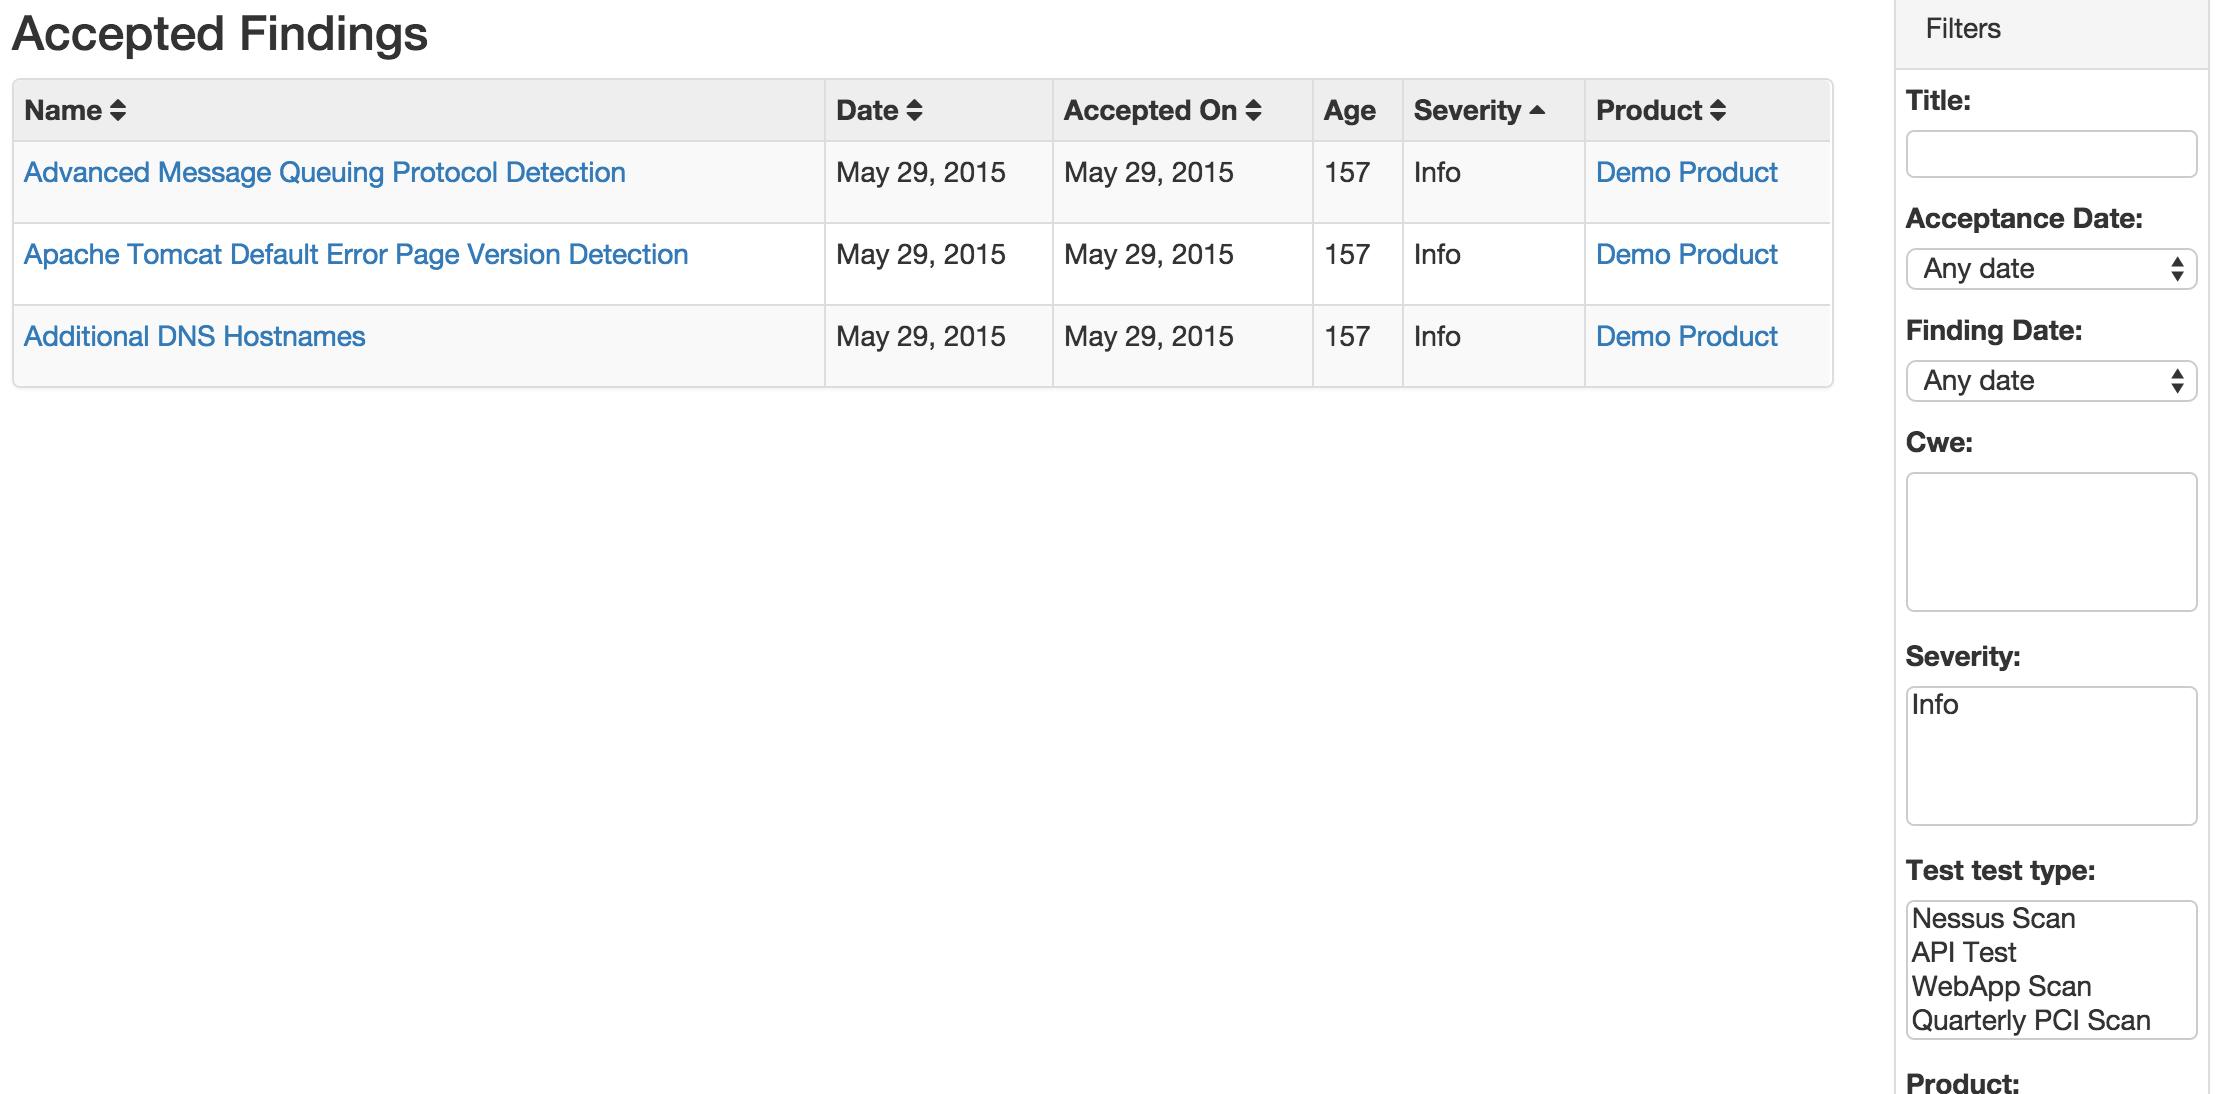 Accepted Findings
Name Date Accepted On Age Severity Product
Advanced Message Queuing Protocol Detection May 29, 2015 May 29, 2015 157 Info Demo Product
Apache Tomcat Default Error Page Version Detection May 29, 2015 May 29, 2015 157 Info Demo Product
Additional DNS Hostnames May 29, 2015 May 29, 2015 157 Info Demo Product
Filters
Title:
Acceptance Date:
Any date
Finding Date:
Any date
Cwe:
Severity:
Info
Test test type:
Nessus Scan
API Test
WebApp Scan
Quarterly PCI Scan
Product: